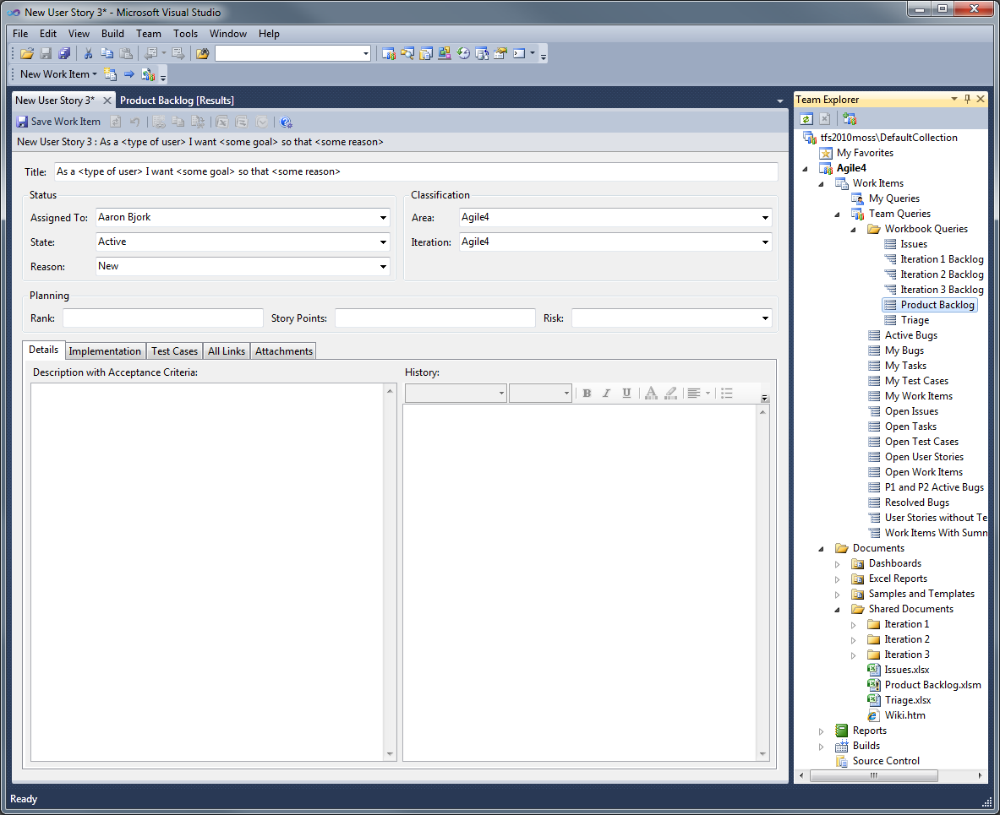 New User Story 3* - Microsoft Visual Studio
File Edit View Build Team Tools Window Help
New Work Item
New User Story 3* Product Backlog [Results]
Save Work Item
New User Story 3 : As a <type of user> I want <some goal> so that <some reason>
Title: As a <type of user> I want <some goal> so that <some reason>
Status
Assigned To: Aaron Bjork
State: Active
Reason: New
Classification
Area: Agile4
Iteration: Agile4
Planning
Rank: Story Points: Risk:
Details Implementation Test Cases All Links Attachments
Description with Acceptance Criteria:
History:
B I U A
Team Explorer
tfs2010moss\DefaultCollection
My Favorites
Agile4
Work Items
My Queries
Team Queries
Workbook Queries
Issues
Iteration 1 Backlog
Iteration 2 Backlog
Iteration 3 Backlog
Product Backlog
Triage
Active Bugs
My Bugs
My Tasks
My Test Cases
My Work Items
Open Issues
Open Tasks
Open Test Cases
Open User Stories
Open Work Items
P1 and P2 Active Bugs
Resolved Bugs
User Stories without Te
Work Items With Summ
Documents
Dashboards
Excel Reports
Samples and Templates
Shared Documents
Iteration 1
Iteration 2
Iteration 3
Issues.xlsx
Product Backlog.xlsm
Triage.xlsx
Wiki.htm
Reports
Builds
Source Control
Ready